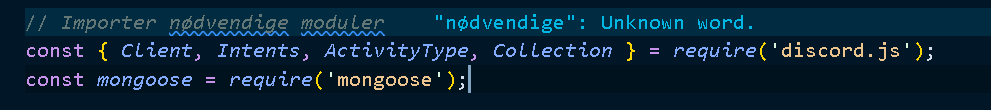 // Importer nødvendige moduler    "nødvendige": Unknown word.
const { Client, Intents, ActivityType, Collection } = require('discord.js');
const mongoose = require('mongoose');